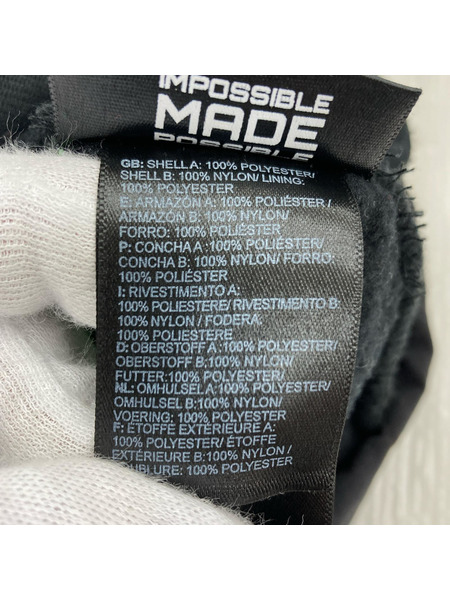 IMPOSSIBLE
MADE
POSSIBLE
GB: SHELL A: 100% POLYESTER/
SHELL B: 100% NYLON/ LINING:
100% POLYESTER
E: ARMAZÓN A: 100% POLIÉSTER /
ARMAZÓN B: 100% NYLON/
FORRO: 100% POLIÉSTER
P: CONCHA A : 100% POLIÉSTER/
CONCHA B: 100% NYLON/ FORRO:
100% POLIÉSTER
I: RIVESTIMENTO A:
100% POLIESTERE/ RIVESTIMENTO B:
100% NYLON / FODERA:
100% POLIESTERE
D: OBERSTOFF A: 100% POLYESTER/
OBERSTOFF B:100% NYLON/
FUTTER:100% POLYESTER
NL: OMHULSEL A: 100% POLYESTER/
OMHULSEL B: 100% NYLON/
VOERING: 100% POLYESTER
F: ÉTOFFE EXTÉRIEURE A:
100% POLYESTER/ ÉTOFFE
EXTÉRIEURE B: 100% NYLON /
DOUBLURE: 100% POLYESTER